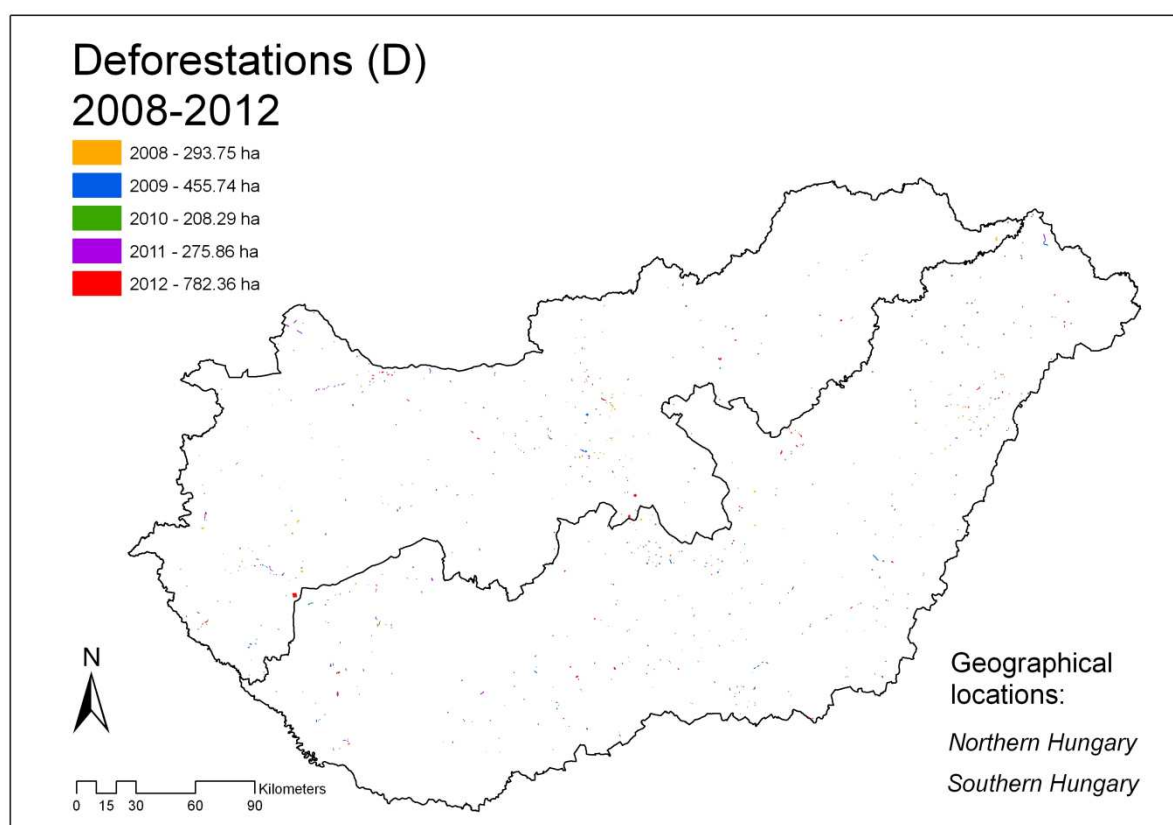 Deforestations (D)
2008-2012
2008 - 293.75 ha
2009 - 455.74 ha
2010 - 208.29 ha
2011 - 275.86 ha
2012 - 782.36 ha
N
Kilometers
0 15 30 60 90
Geographical
locations:
Northern Hungary
Southern Hungary